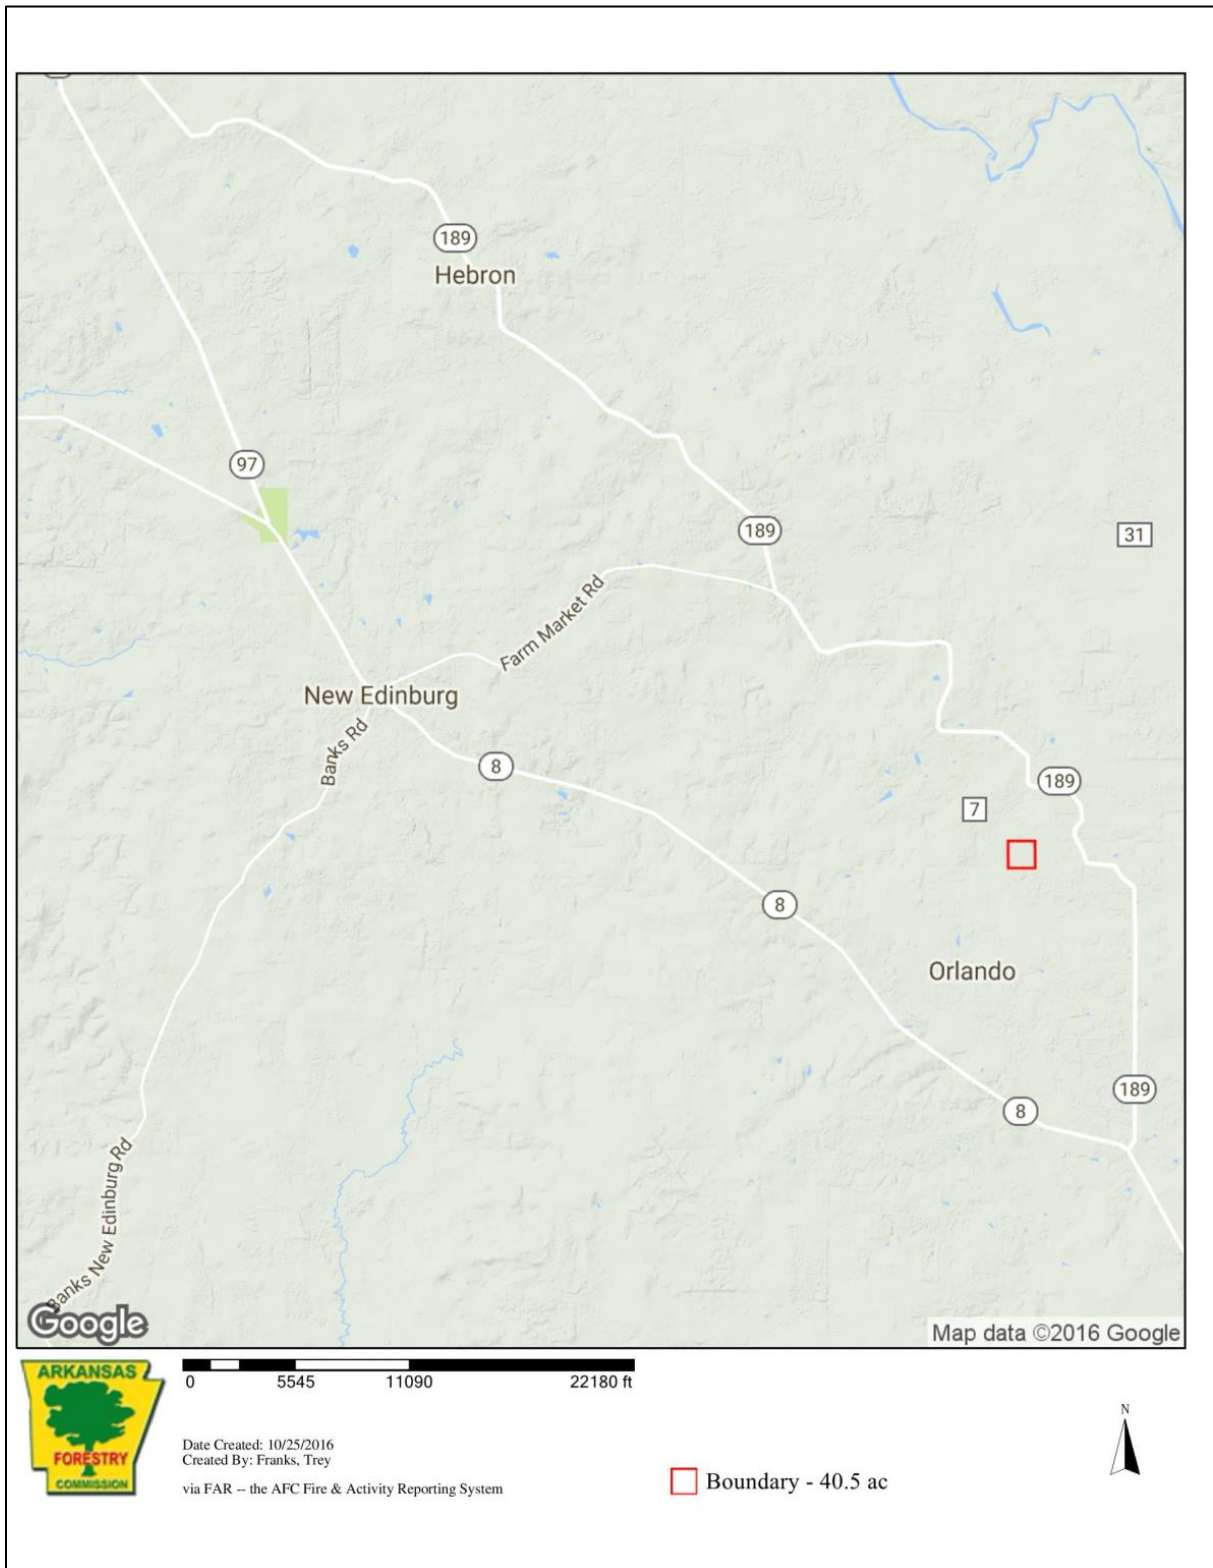 189
Hebron
97
189
31
Farm Market Rd
New Edinburg
Banks Rd
8
189
7
8
Orlando
189
8
Banks New Edinburg Rd
Google
Map data ©2016 Google
ARKANSAS
FORESTRY
COMMISSION
0 5545 11090 22180 ft
N
Date Created: 10/25/2016
Created By: Franks, Trey
via FAR -- the AFC Fire & Activity Reporting System
Boundary - 40.5 ac